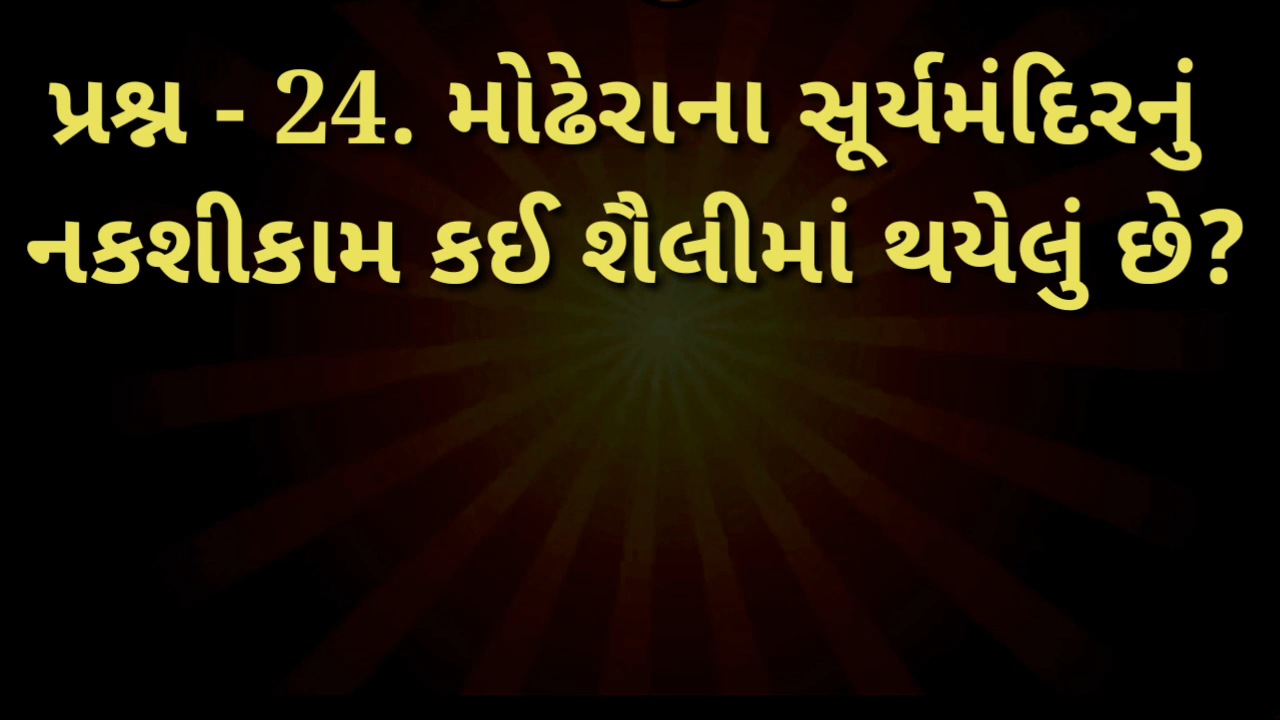 પ્રશ્ન - 24. મોઢેરાના સૂર્યમંદિરનું
નકશીકામ કઈ શૈલીમાં થયેલું છે?